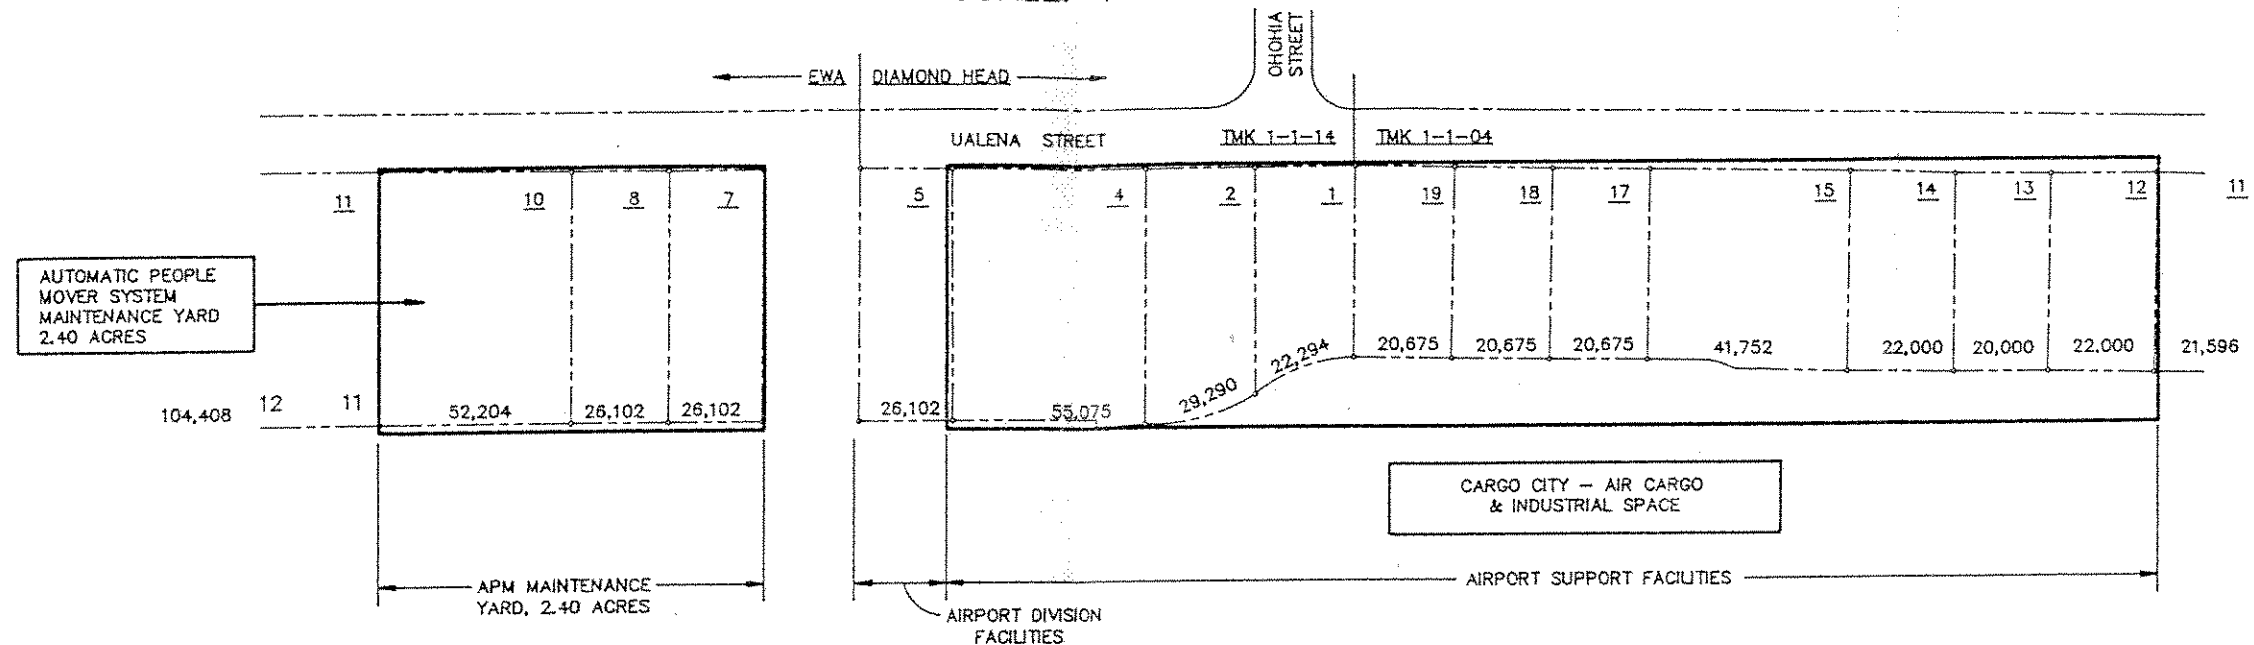 OHOHIA
STREET
EWA DIAMOND HEAD
UALENA STREET
TMK 1-1-14 TMK 1-1-04
11 10 8 7 5 4 2 1 19 18 17 15 14 13 12 11
AUTOMATIC PEOPLE
MOVER SYSTEM
MAINTENANCE YARD
2.40 ACRES
104,408 12 11 52,204 26,102 26,102 26,102 55,075 29,290 22,294 20,675 20,675 20,675 41,752 22,000 20,000 22,000 21,596
CARGO CITY – AIR CARGO
& INDUSTRIAL SPACE
APM MAINTENANCE
YARD, 2.40 ACRES
AIRPORT DIVISION
FACILITIES
AIRPORT SUPPORT FACILITIES